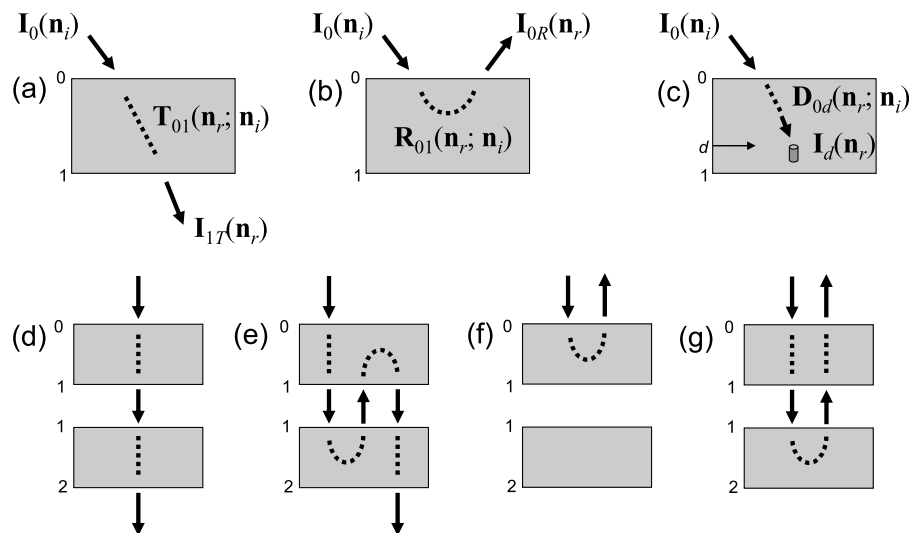 I₀(nᵢ)
I₀(nᵢ)
I₀R(nᵣ)
I₀(nᵢ)
(a)
0
T₀₁(nᵣ; nᵢ)
1
I₁T(nᵣ)
(b)
0
R₀₁(nᵣ; nᵢ)
1
(c)
0
D₀d(nᵣ; nᵢ)
d
I_d(nᵣ)
1
(d)
0
1
1
2
(e)
0
1
1
2
(f)
0
1
1
2
(g)
0
1
1
2